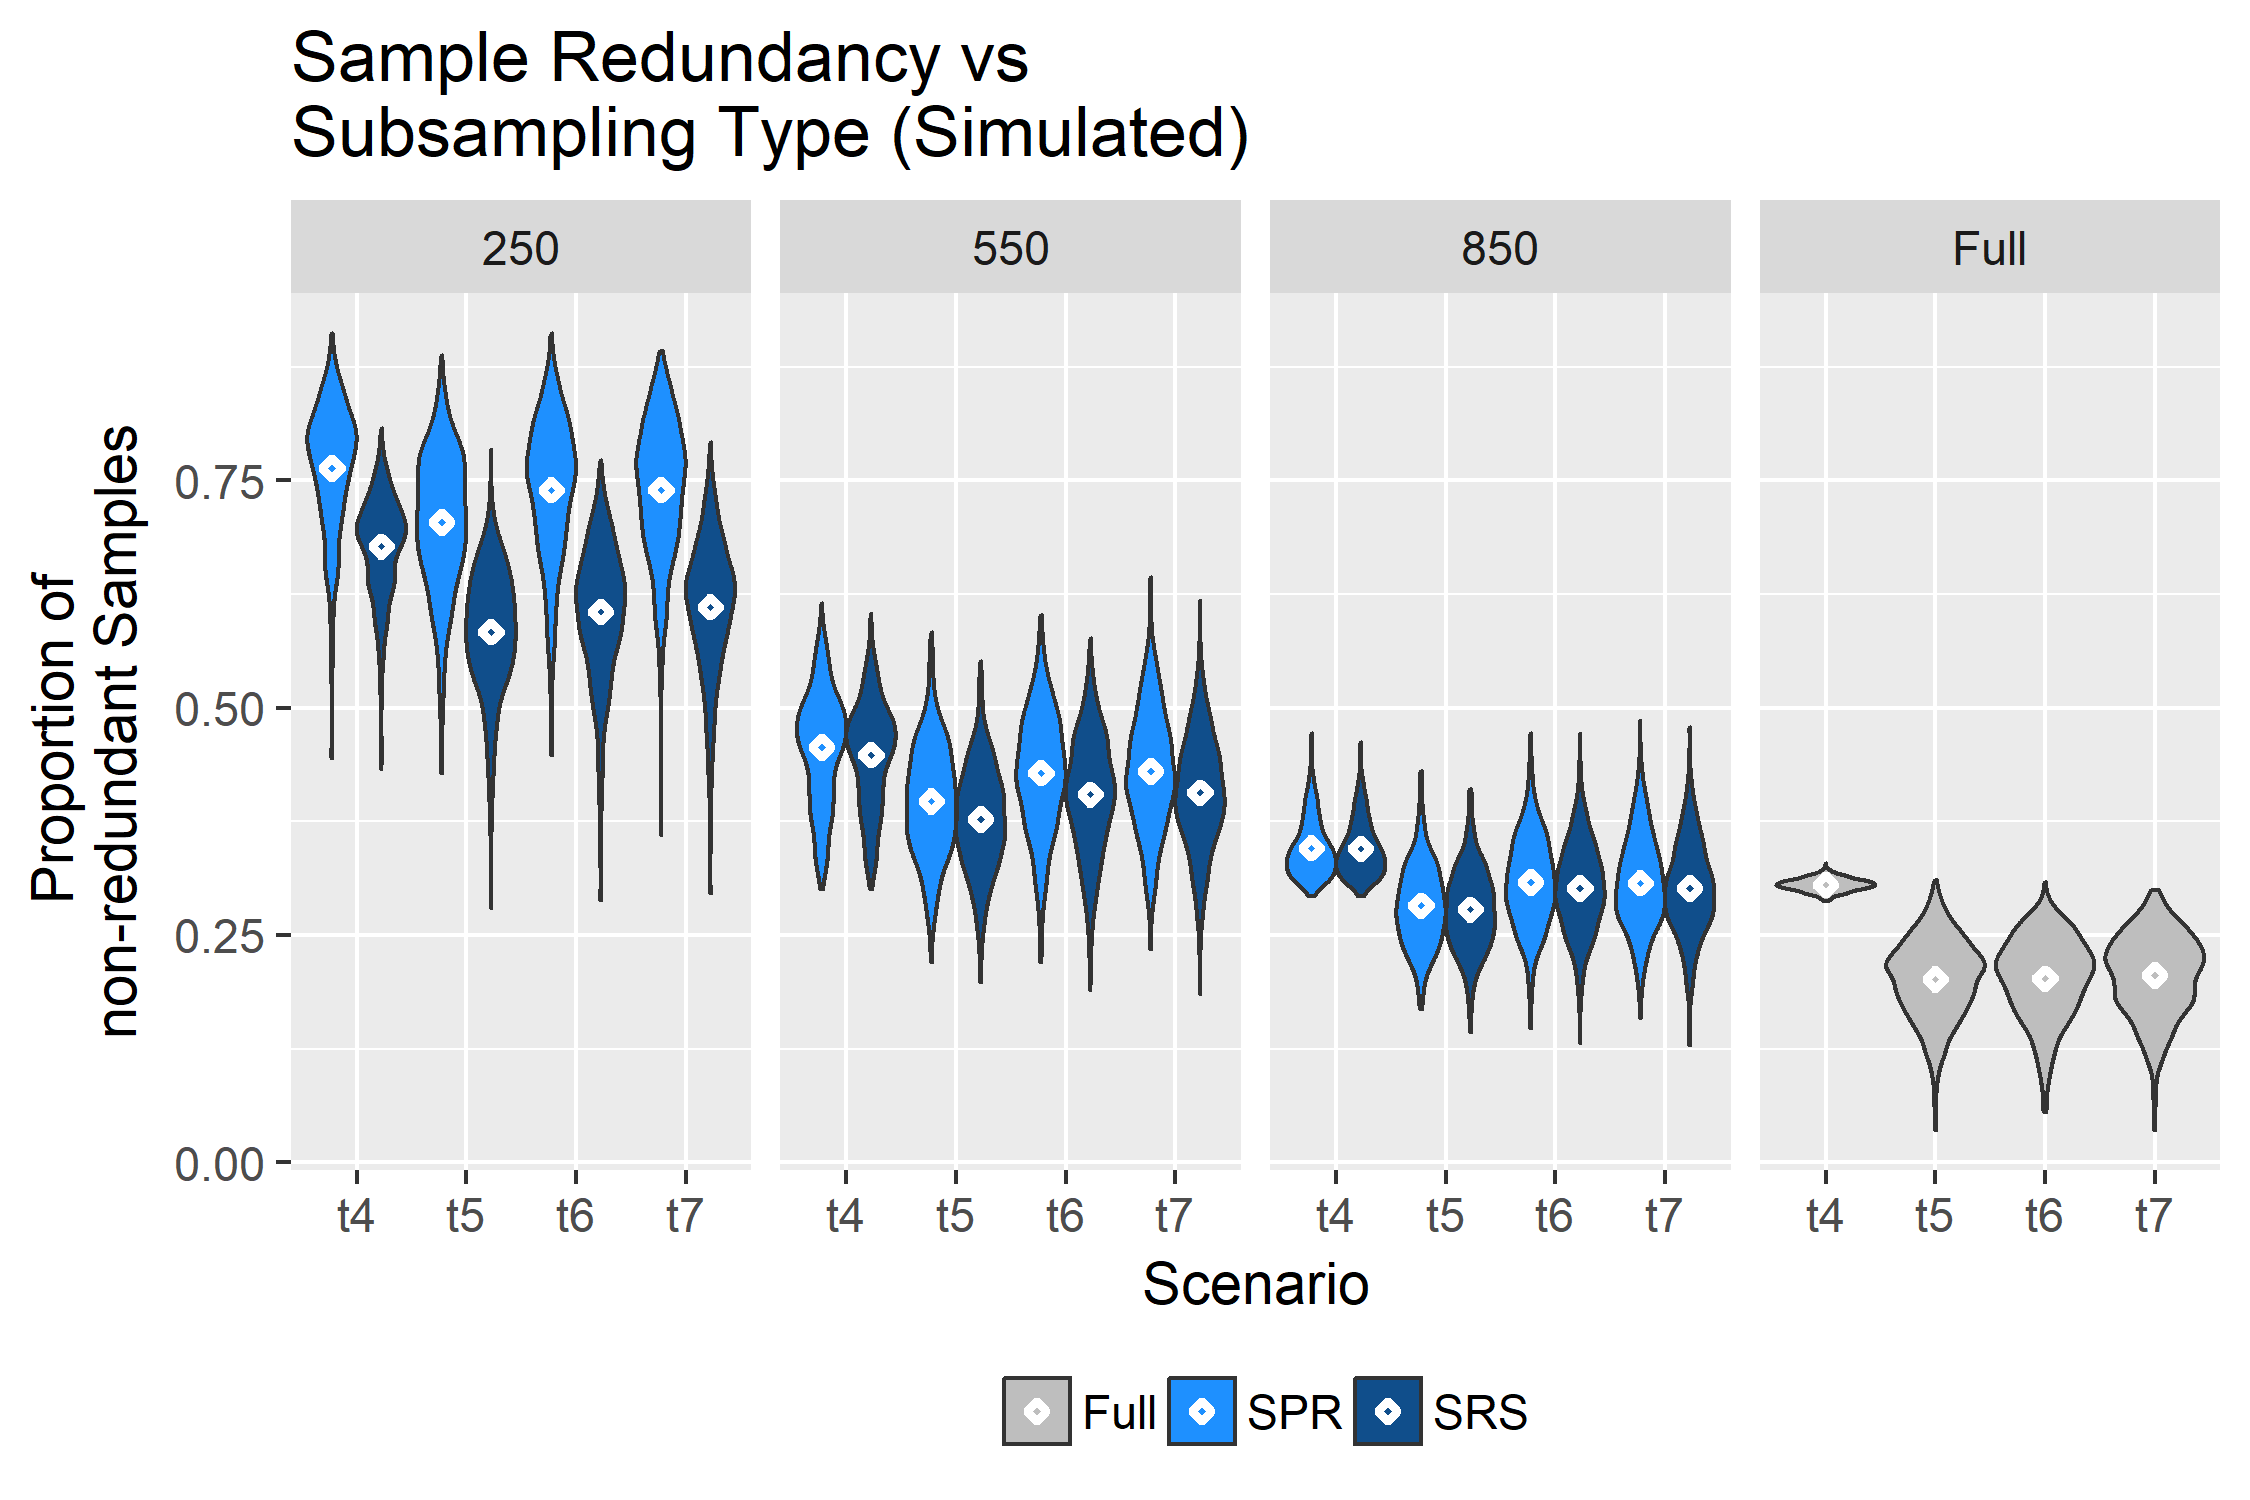 Sample Redundancy vs
Subsampling Type (Simulated)
250
550
850
Full
Proportion of
non-redundant Samples
0.75
0.50
0.25
0.00
t4 t5 t6 t7
t4 t5 t6 t7
t4 t5 t6 t7
t4 t5 t6 t7
Scenario
Full SPR SRS